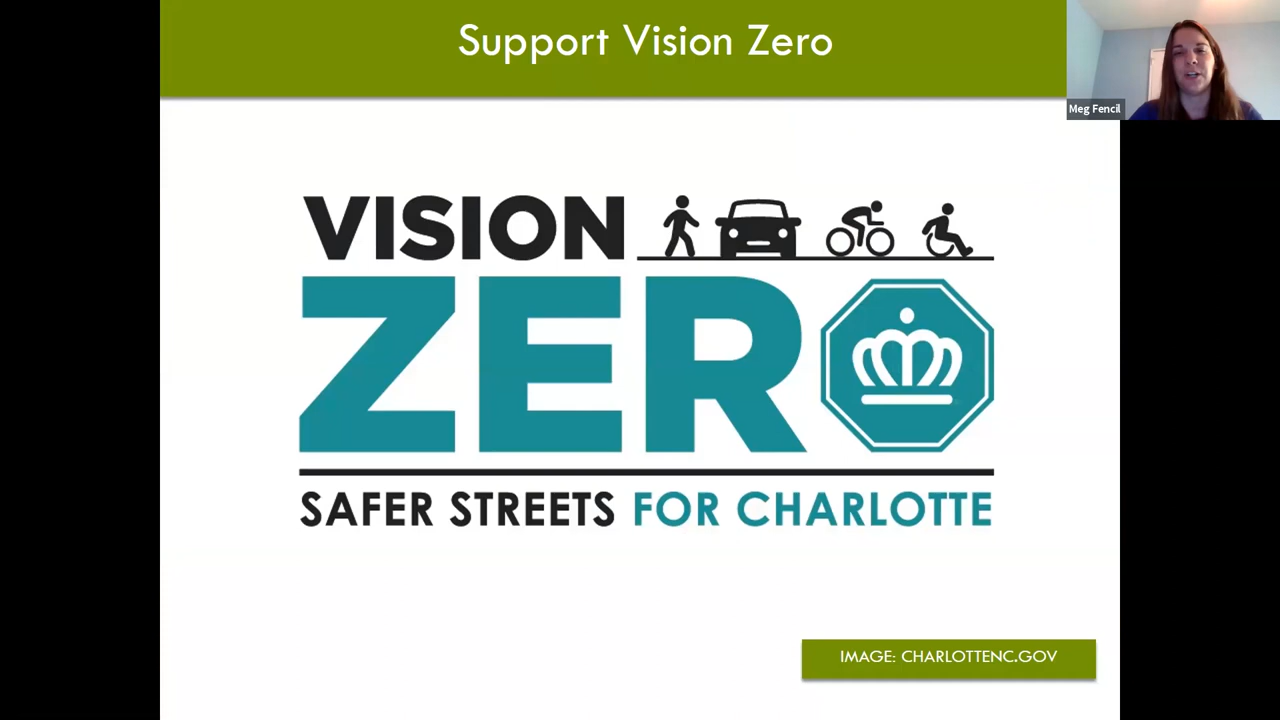 Support Vision Zero
Meg Fencil
VISION
ZERO
SAFER STREETS FOR CHARLOTTE
IMAGE: CHARLOTTENC.GOV